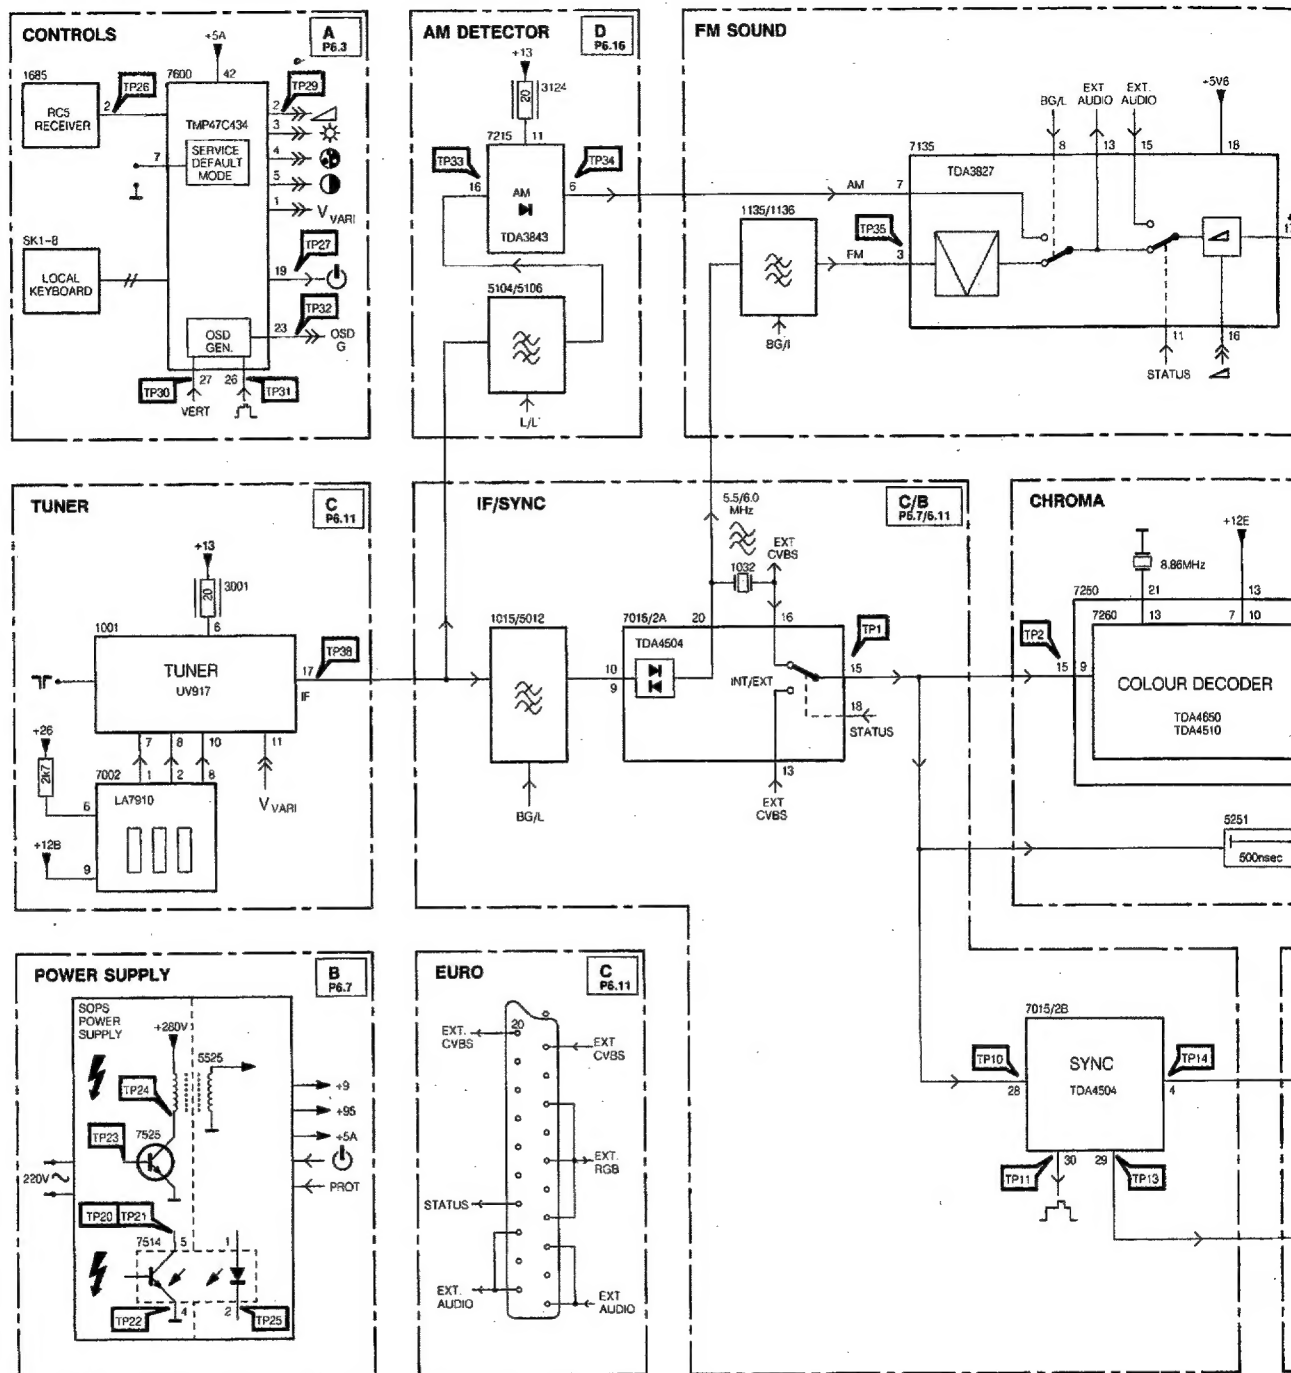 CONTROLS
A
P6.3
+5A
1685
7600
42
TP26
TP29
2
RC5
RECEIVER
TMP47C434
2
3
7
SERVICE
DEFAULT
MODE
4
5
1
V VARI
SK1-8
TP27
LOCAL
KEYBOARD
19
TP32
OSD
GEN.
23
OSD
G
TP30
27
26
TP31
VERT
AM DETECTOR
D
P6.16
+13
20
3124
7215
11
TP33
TP34
16
6
AM
TDA3843
5104/5106
L/L'
FM SOUND
BG/L
EXT
AUDIO
EXT.
AUDIO
+5V6
7135
8
13
15
18
TDA3827
AM
7
1135/1136
TP35
FM
3
17
BG/I
11
16
STATUS
TUNER
C
P6.11
+13
20
3001
1001
6
TUNER
UV917
17
TP38
IF
+26
7
8
10
11
2k7
7002
1
2
8
6
LA7910
V VARI
+12B
9
IF/SYNC
C/B
P6.7/6.11
5.5/6.0
MHz
EXT
CVBS
1032
1015/5012
7015/2A
20
16
TP1
TDA4504
10
9
INT/EXT
15
18
STATUS
13
BG/L
EXT
CVBS
CHROMA
+12E
8.86MHz
7250
21
13
7260
13
7
10
TP2
15
9
COLOUR DECODER
TDA4650
TDA4510
5251
500nsec
POWER SUPPLY
B
P6.7
SOPS
POWER
SUPPLY
+280V
5525
TP24
+9
+95
TP23
7525
+5A
220V
PROT
TP20
TP21
7514
5
1
TP22
4
2
TP25
EURO
C
P6.11
EXT.
CVBS
20
EXT
CVBS
EXT.
RGB
STATUS
EXT.
AUDIO
EXT
AUDIO
7015/2B
TP10
SYNC
TP14
28
TDA4504
4
TP11
30
29
TP13